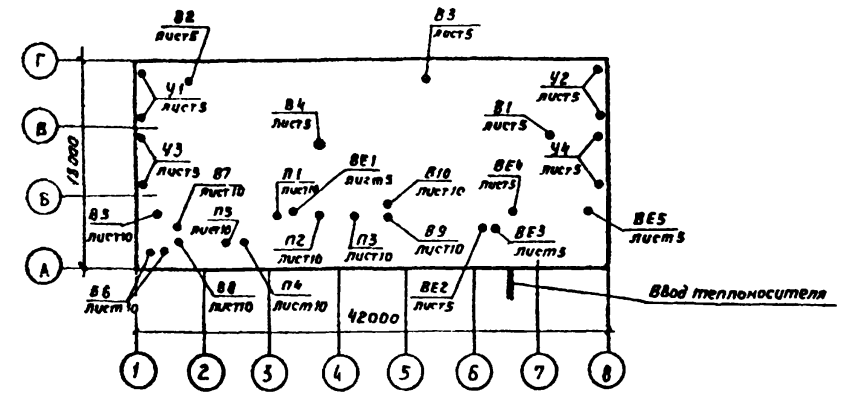 В2
лист5
В3
лист5
Г
У1
лист5
У2
лист5
В4
лист5
В1
лист5
В
18000
У3
лист5
У4
лист5
В7
лист10
П1
лист10
ВЕ1
лист5
В10
лист10
ВЕ4
лист5
Б
В5
лист10
П5
лист10
П2
лист10
П3
лист10
В9
лист10
ВЕ3
лист5
ВЕ5
лист5
А
В6
лист10
В8
лист10
П4
лист10
ВЕ2
лист5
Ввод теплоносителя
42000
1
2
3
4
5
6
7
8